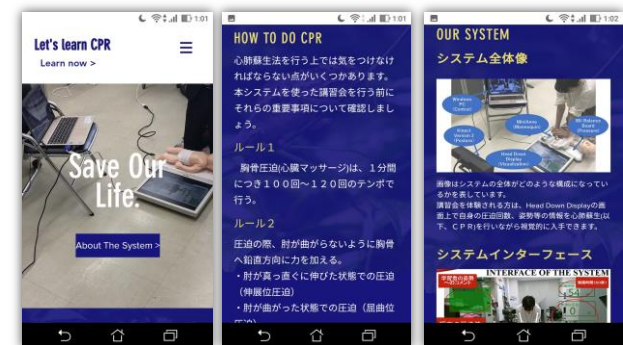 1:01
Let's learn CPR
Learn now >
Save Our
Life.
About The System >
1:01
HOW TO DO CPR
心肺蘇生法を行う上では気をつけなけ
ればならない点がいくつかあります。
本システムを使った講習会を行う前に
それらの重要事項について確認しまし
ょう。
ルール１
胸骨圧迫(心臓マッサージ)は、１分間
につき１００回〜１２０回のテンポで
行う。
ルール２
圧迫の際、肘が曲がらないように胸骨
へ鉛直方向に力を加える。
・肘が真っ直ぐに伸びた状態での圧迫
（伸展位圧迫）
・肘が曲がった状態での圧迫（屈曲位
圧迫）
1:02
OUR SYSTEM
システム全体像
Windows
PC
Kinect
Version 2
Head Down
Display
画像はシステムの全体がどのような構成になってい
るかを表しています。
講習会を体験される方は、Head Down Displayの画
面上で自身の圧迫回数、姿勢等の情報を心肺蘇生(以
下、ＣＰＲ)を行いながら視覚的に入手できます。
システムインターフェース
INTERFACE OF THE SYSTEM